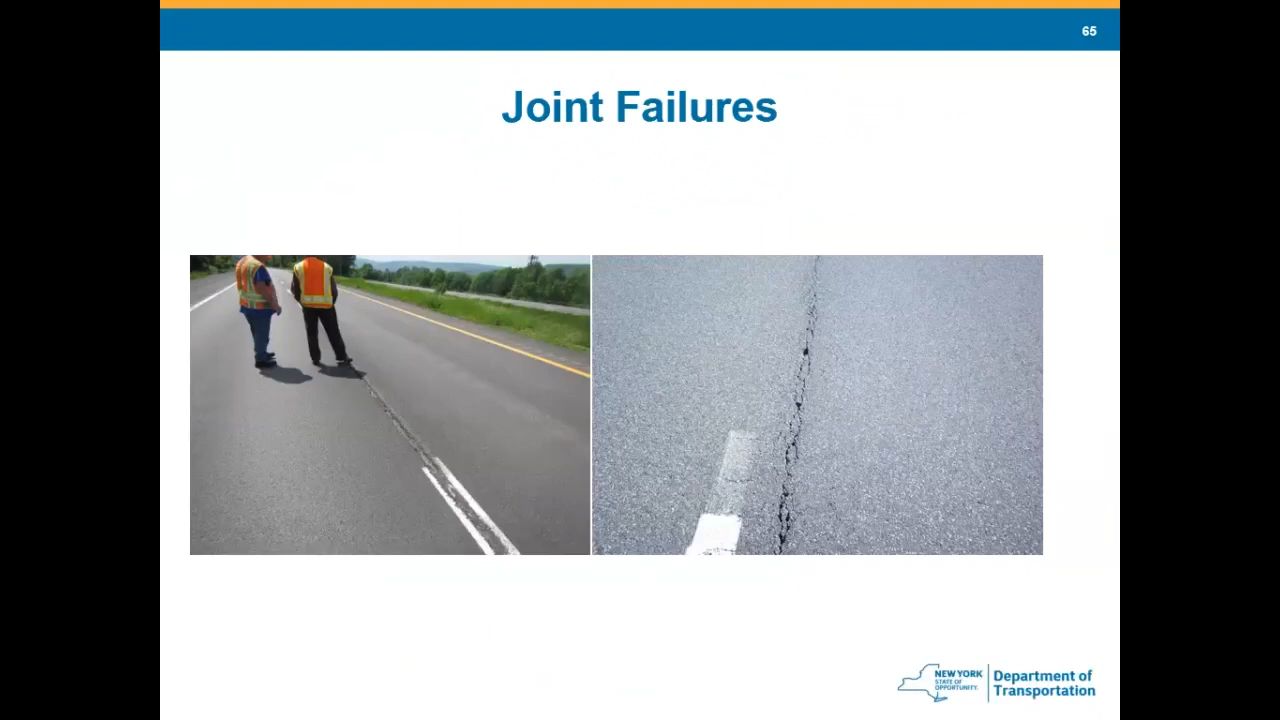 65
Joint Failures
NEW YORK
STATE OF
OPPORTUNITY.
Department of
Transportation